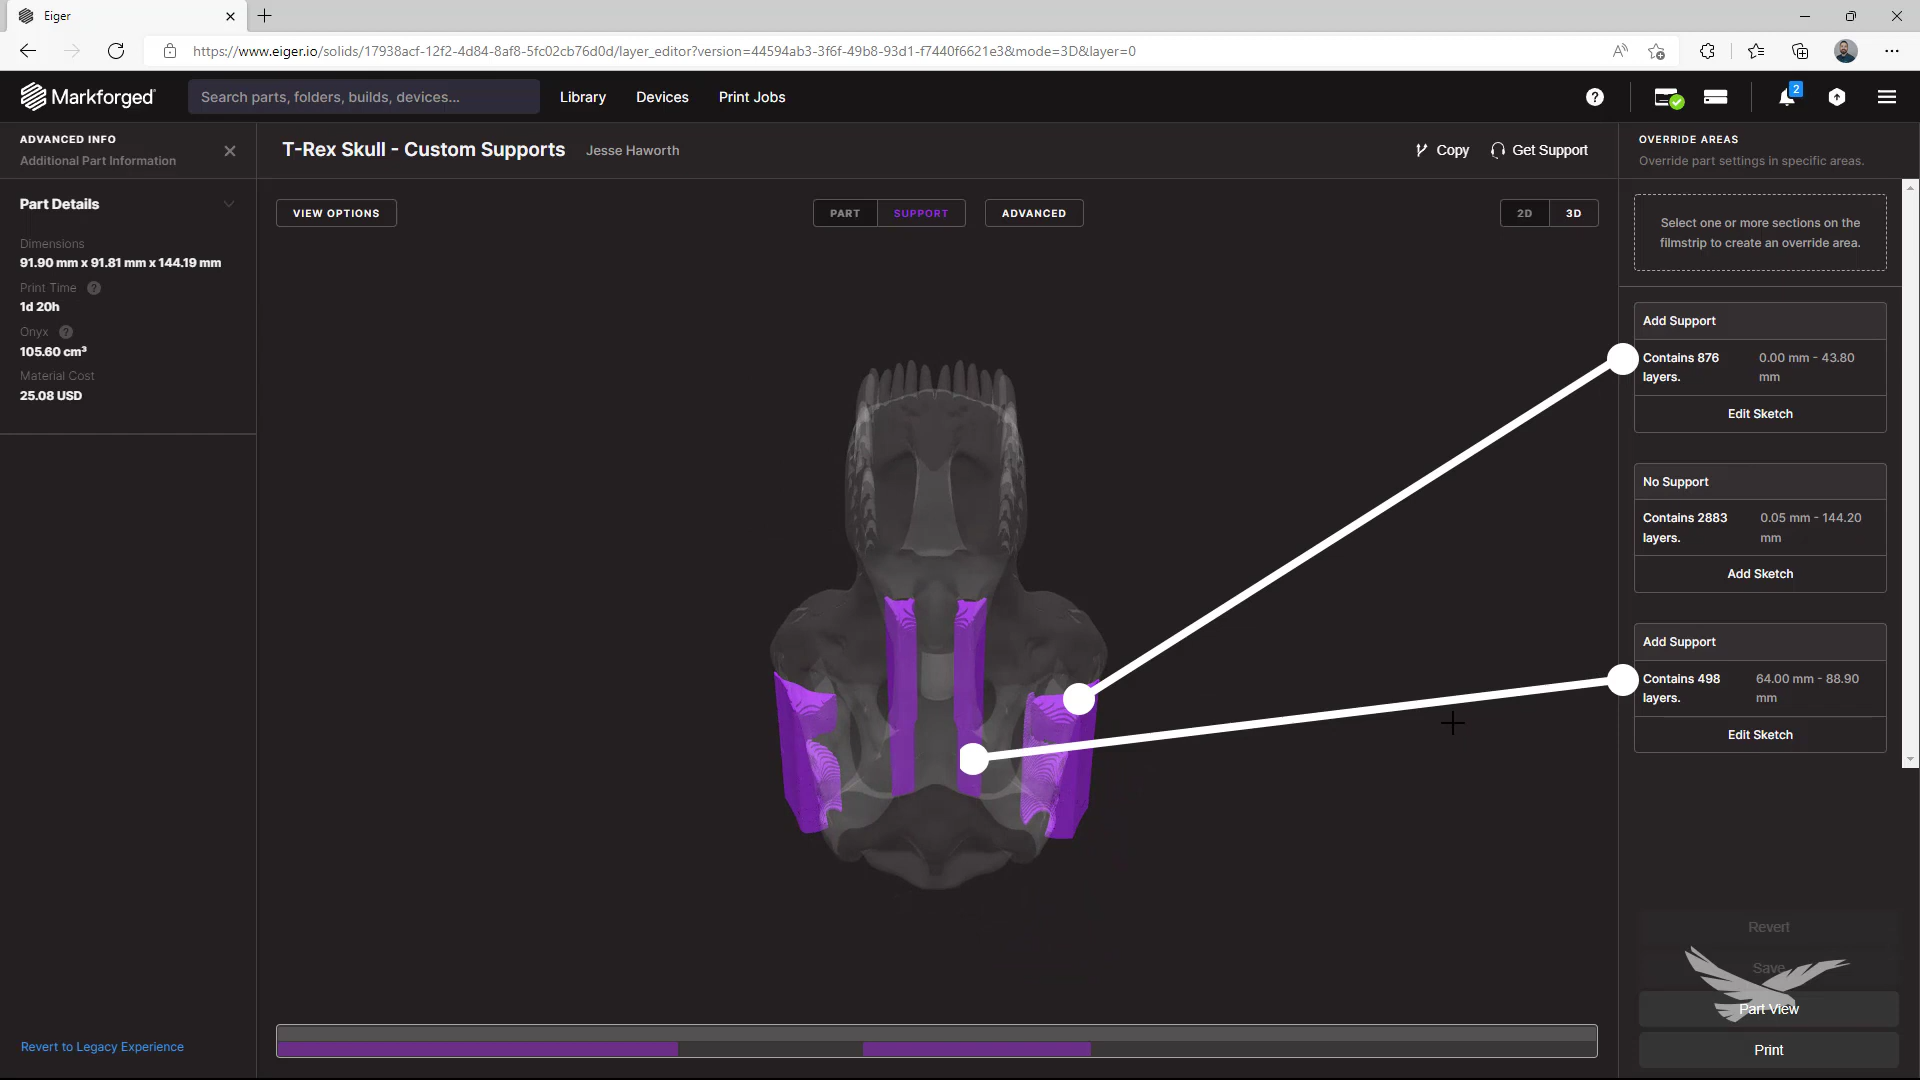 Eiger
https://www.eiger.io/solids/17938acf-12f2-4d84-8af8-5fc02cb76d0d/layer_editor?version=44594ab3-3f6f-49b8-93d1-f7440f6621e3&mode=3D&layer=0
Markforged
Search parts, folders, builds, devices...
Library
Devices
Print Jobs
2
ADVANCED INFO
Additional Part Information
T-Rex Skull - Custom Supports
Jesse Haworth
Copy
Get Support
OVERRIDE AREAS
Override part settings in specific areas.
Part Details
VIEW OPTIONS
PART
SUPPORT
ADVANCED
2D
3D
Select one or more sections on the
filmstrip to create an override area.
Dimensions
91.90 mm x 91.81 mm x 144.19 mm
Print Time
1d 20h
Onyx
105.60 cm³
Material Cost
25.08 USD
Add Support
Contains 876 layers.
0.00 mm - 43.80 mm
Edit Sketch
No Support
Contains 2883 layers.
0.05 mm - 144.20 mm
Add Sketch
Add Support
Contains 498 layers.
64.00 mm - 88.90 mm
Edit Sketch
Revert
Save
Part View
Print
Revert to Legacy Experience